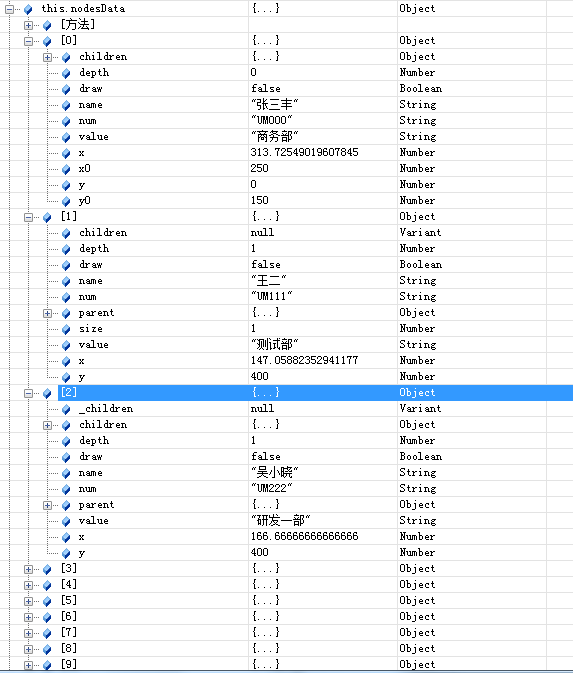 this.nodesData {...} Object
[方法]
[0] {...} Object
children {...} Object
depth 0 Number
draw false Boolean
name "张三丰" String
num "UM000" String
value "商务部" String
x 313.72549019607845 Number
x0 250 Number
y 0 Number
y0 150 Number
[1] {...} Object
children null Variant
depth 1 Number
draw false Boolean
name "王二" String
num "UM111" String
parent {...} Object
size 1 Number
value "测试部" String
x 147.05882352941177 Number
y 400 Number
[2] {...} Object
_children null Variant
children {...} Object
depth 1 Number
draw false Boolean
name "吴小晓" String
num "UM222" String
parent {...} Object
value "研发一部" String
x 166.66666666666666 Number
y 400 Number
[3] {...} Object
[4] {...} Object
[5] {...} Object
[6] {...} Object
[7] {...} Object
[8] {...} Object
[9] {...} Object